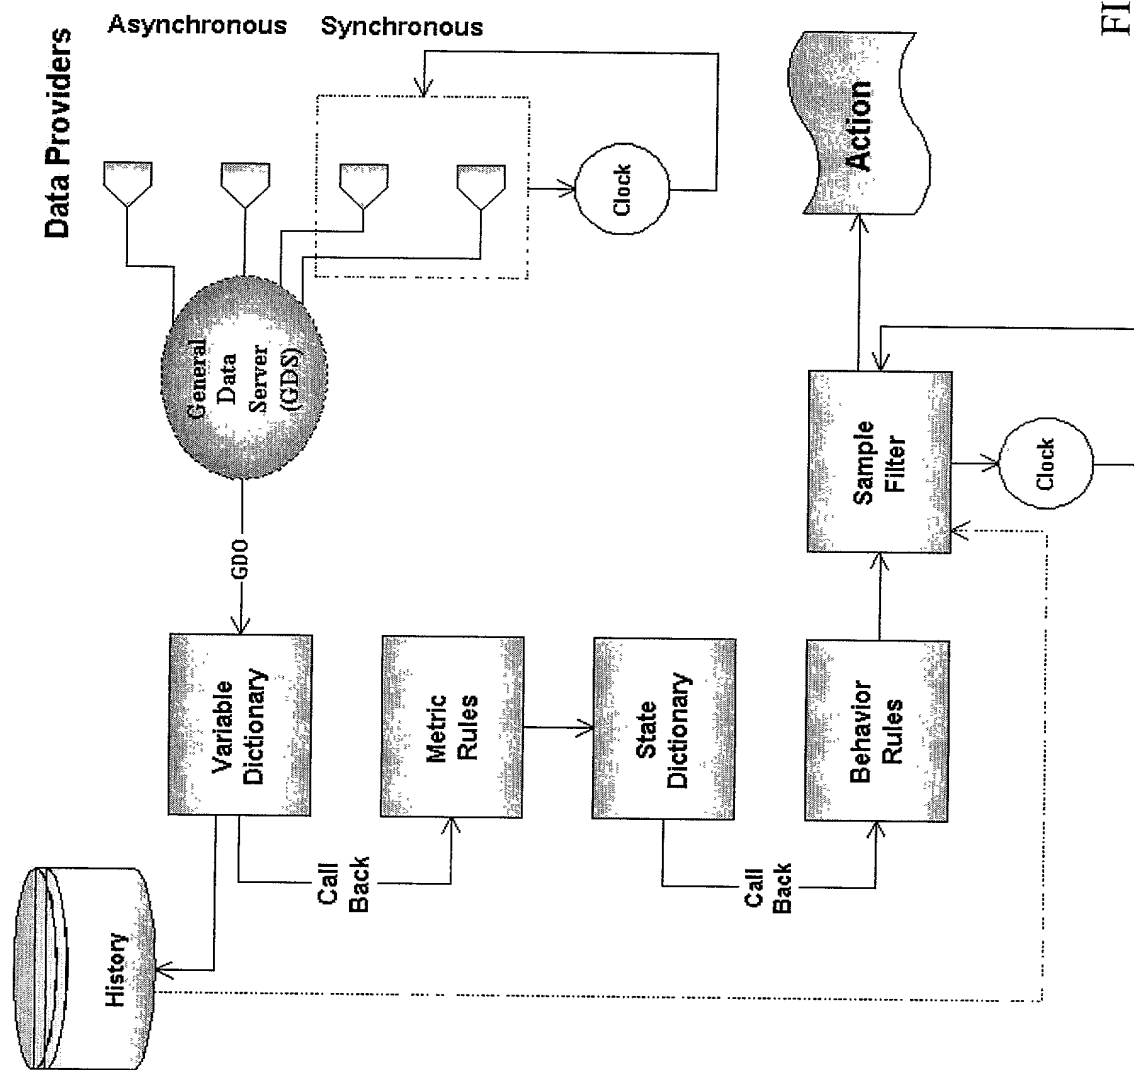 Data Providers
Asynchronous
Synchronous
Clock
General
Data
Server
(GDS)
GDO
Variable
Dictionary
History
Call
Back
Metric
Rules
State
Dictionary
Call
Back
Behavior
Rules
Sample
Filter
Clock
Action